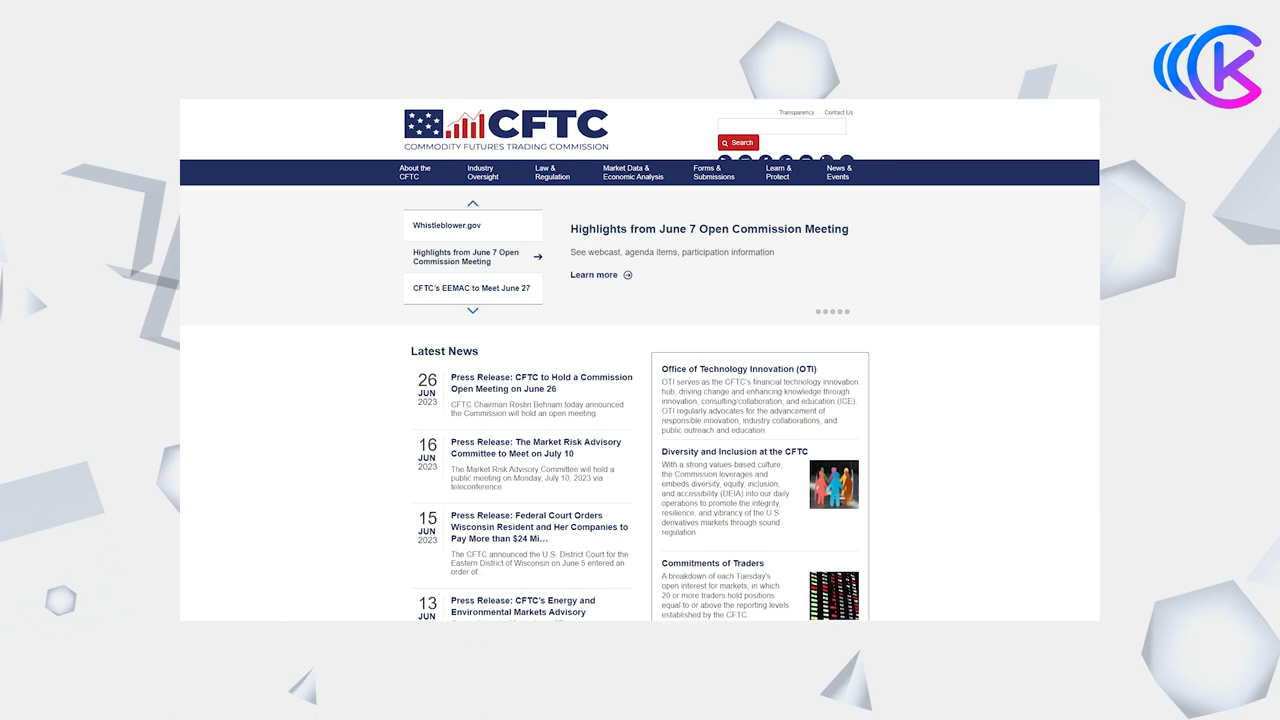 K
CFTC
COMMODITY FUTURES TRADING COMMISSION
Transparency
Contact Us
Search
About the
CFTC
Industry
Oversight
Law &
Regulation
Market Data &
Economic Analysis
Forms &
Submissions
Learn &
Protect
News &
Events
Whistleblower.gov
Highlights from June 7 Open
Commission Meeting
CFTC's EEMAC to Meet June 27
Highlights from June 7 Open Commission Meeting
See webcast, agenda items, participation information
Learn more
Latest News
26
JUN
2023
Press Release: CFTC to Hold a Commission
Open Meeting on June 26
CFTC Chairman Rostin Behnam today announced
the Commission will hold an open meeting
16
JUN
2023
Press Release: The Market Risk Advisory
Committee to Meet on July 10
The Market Risk Advisory Committee will hold a
public meeting on Monday, July 10, 2023 via
teleconference.
15
JUN
2023
Press Release: Federal Court Orders
Wisconsin Resident and Her Companies to
Pay More than $24 Mi...
The CFTC announced the U.S. District Court for the
Eastern District of Wisconsin on June 5 entered an
order of...
13
JUN
Press Release: CFTC's Energy and
Environmental Markets Advisory
Office of Technology Innovation (OTI)
OTI serves as the CFTC's financial technology innovation
hub, driving change and enhancing knowledge through
innovation, consulting/collaboration, and education (ICE).
OTI regularly advocates for the advancement of
responsible innovation, industry collaborations, and
public outreach and education.
Diversity and Inclusion at the CFTC
With a strong values-based culture,
the Commission leverages and
embeds diversity, equity, inclusion,
and accessibility (DEIA) into our daily
operations to promote the integrity,
resilience, and vibrancy of the U.S.
derivatives markets through sound
regulation.
Commitments of Traders
A breakdown of each Tuesday's
open interest for markets, in which
20 or more traders hold positions
equal to or above the reporting levels
established by the CFTC.